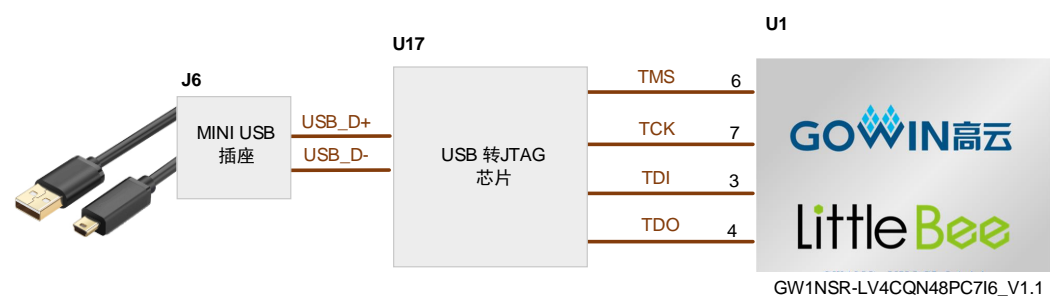 U1
U17
J6
MINI USB
插座
USB_D+
USB_D-
USB 转JTAG
芯片
TMS 6
TCK 7
TDI 3
TDO 4
GOWIN高云
LittleBee
GW1NSR-LV4CQN48PC7I6_V1.1